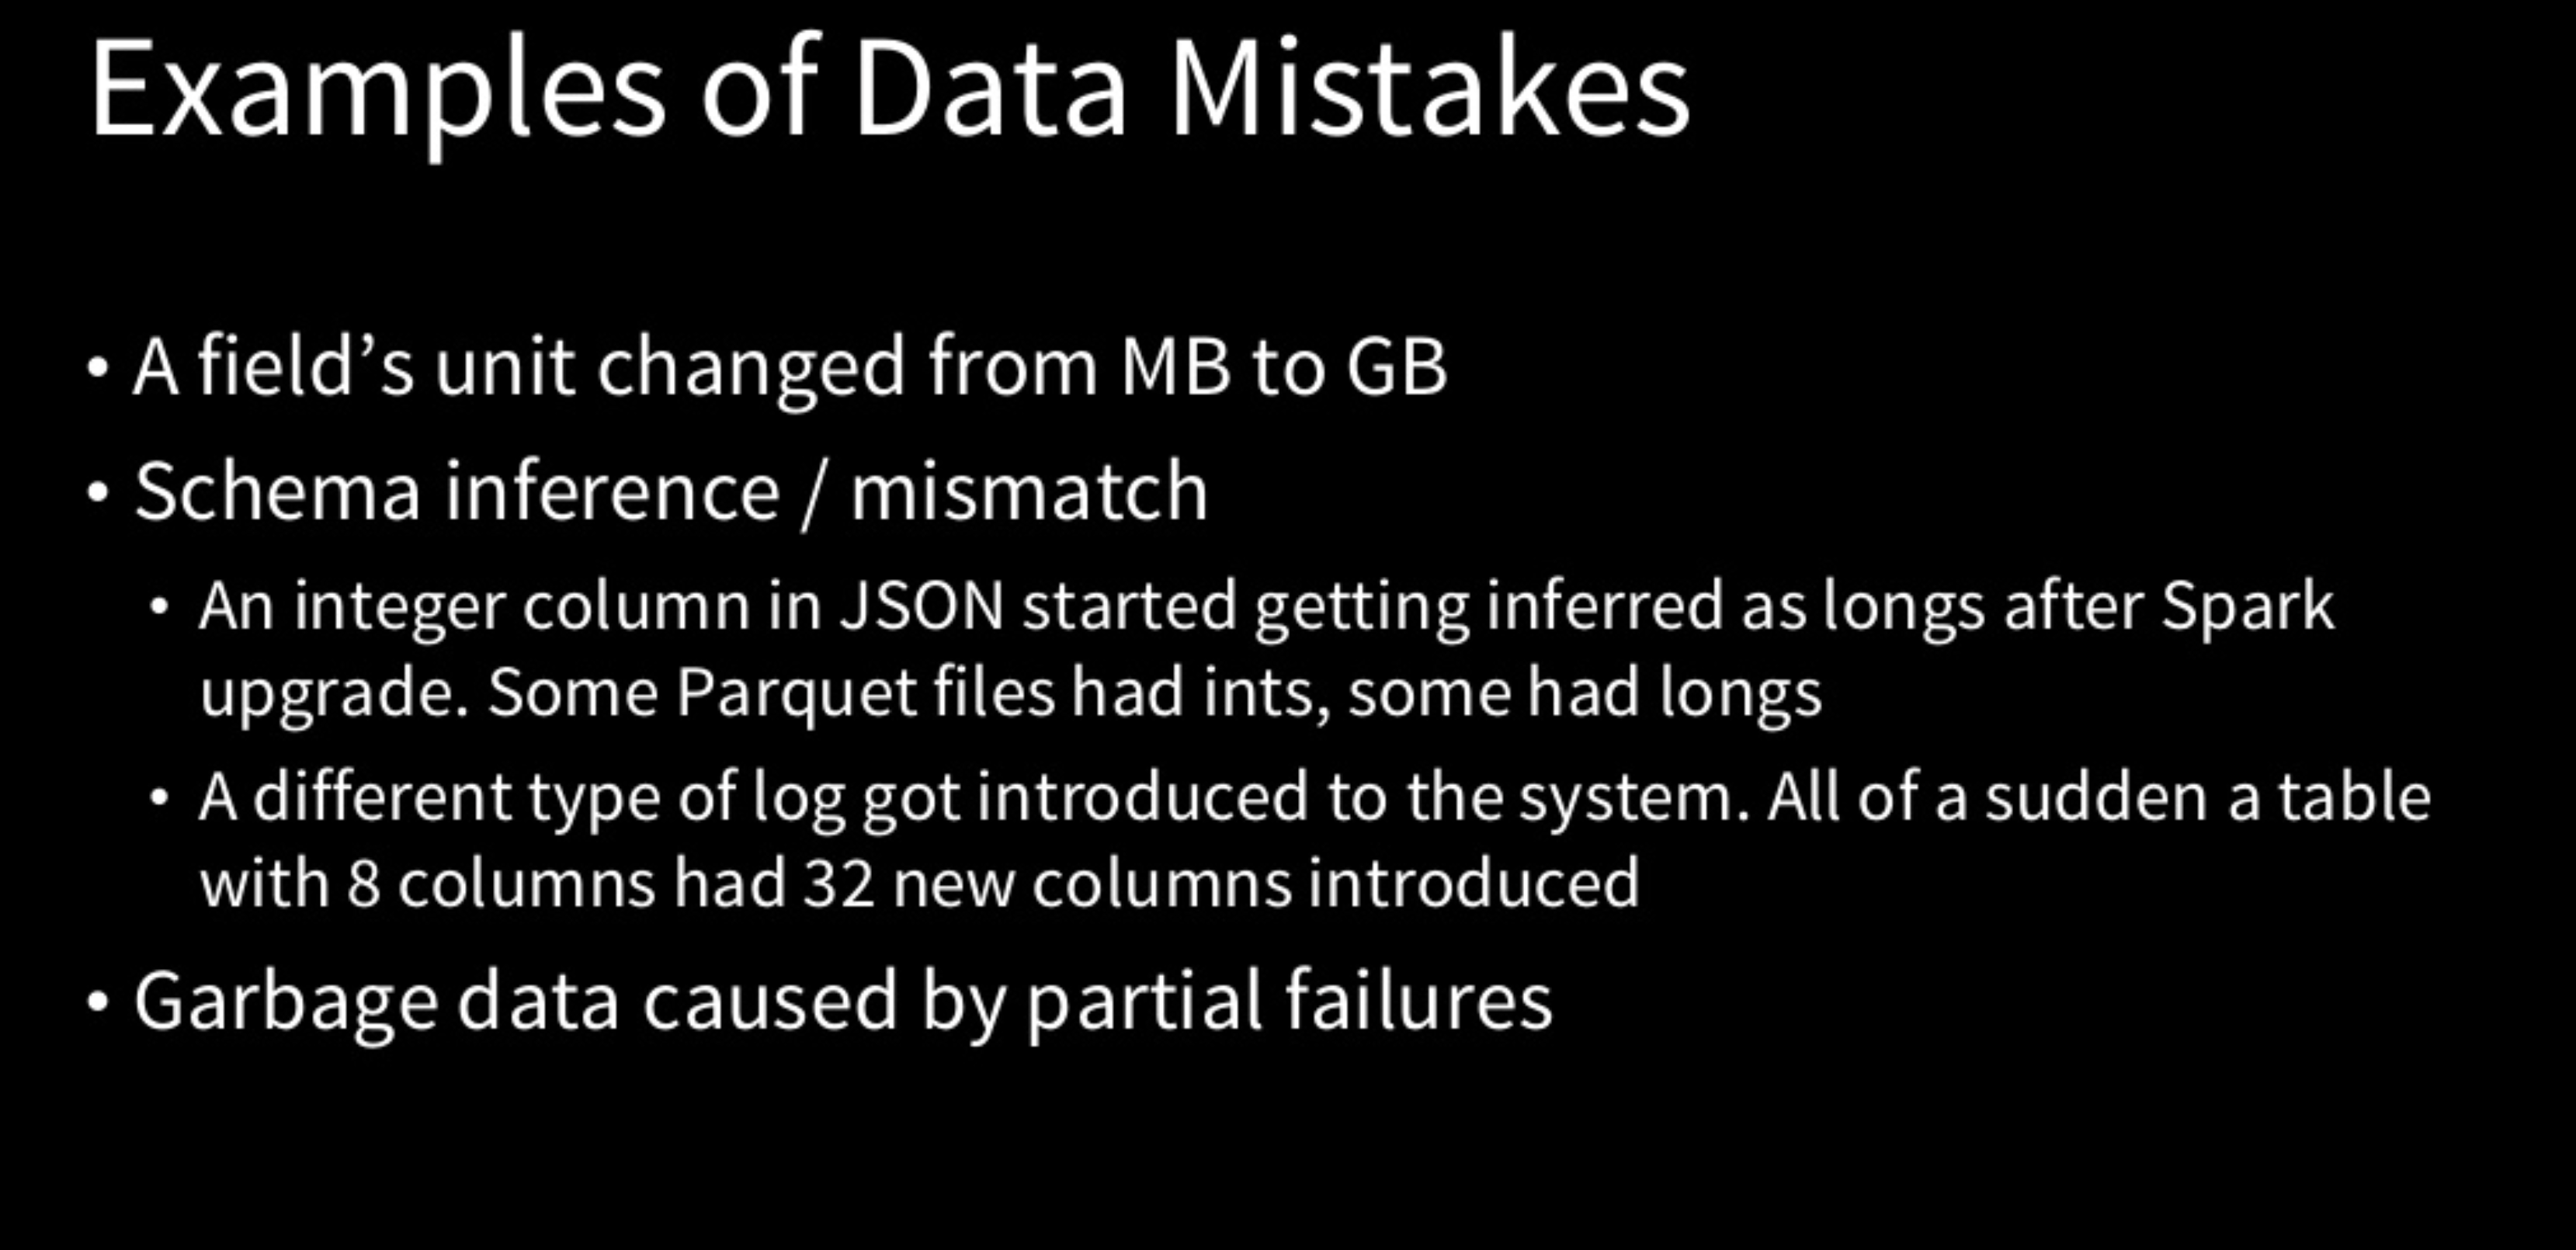 Examples of Data Mistakes
• A field’s unit changed from MB to GB
• Schema inference / mismatch
• An integer column in JSON started getting inferred as longs after Spark
upgrade. Some Parquet files had ints, some had longs
• A different type of log got introduced to the system. All of a sudden a table
with 8 columns had 32 new columns introduced
• Garbage data caused by partial failures